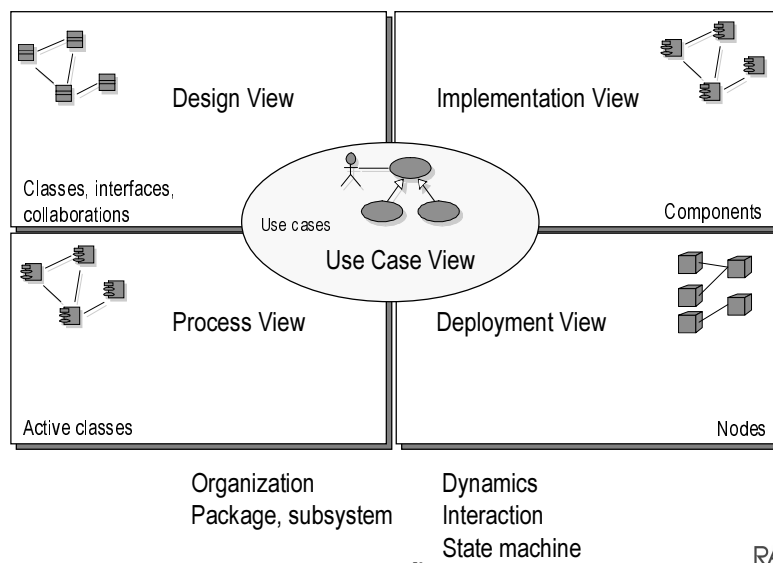 Design View
Classes, interfaces,
collaborations
Implementation View
Components
Use cases
Use Case View
Process View
Active classes
Deployment View
Nodes
Organization
Package, subsystem
Dynamics
Interaction
State machine